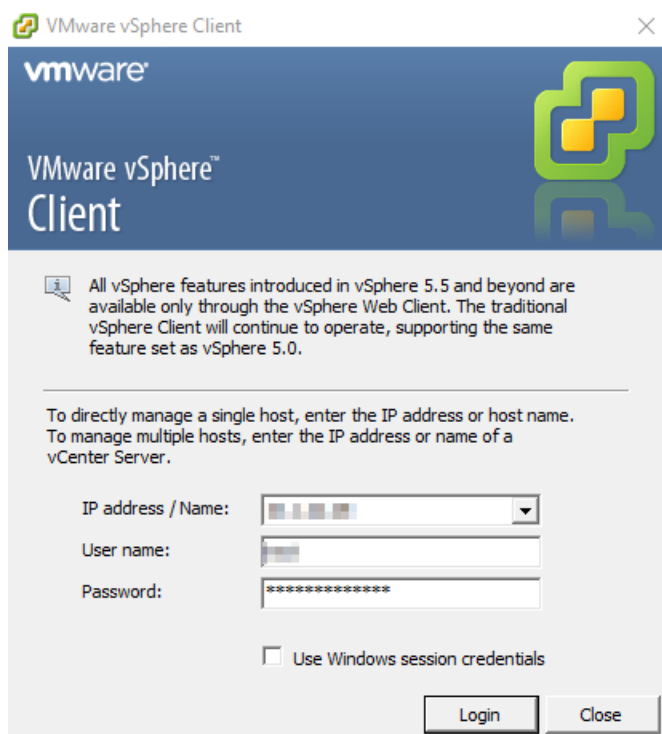 VMware vSphere Client
vmware®
VMware vSphere™
Client
All vSphere features introduced in vSphere 5.5 and beyond are
available only through the vSphere Web Client. The traditional
vSphere Client will continue to operate, supporting the same
feature set as vSphere 5.0.
To directly manage a single host, enter the IP address or host name.
To manage multiple hosts, enter the IP address or name of a
vCenter Server.
IP address / Name:
User name:
Password: *************
Use Windows session credentials
Login Close